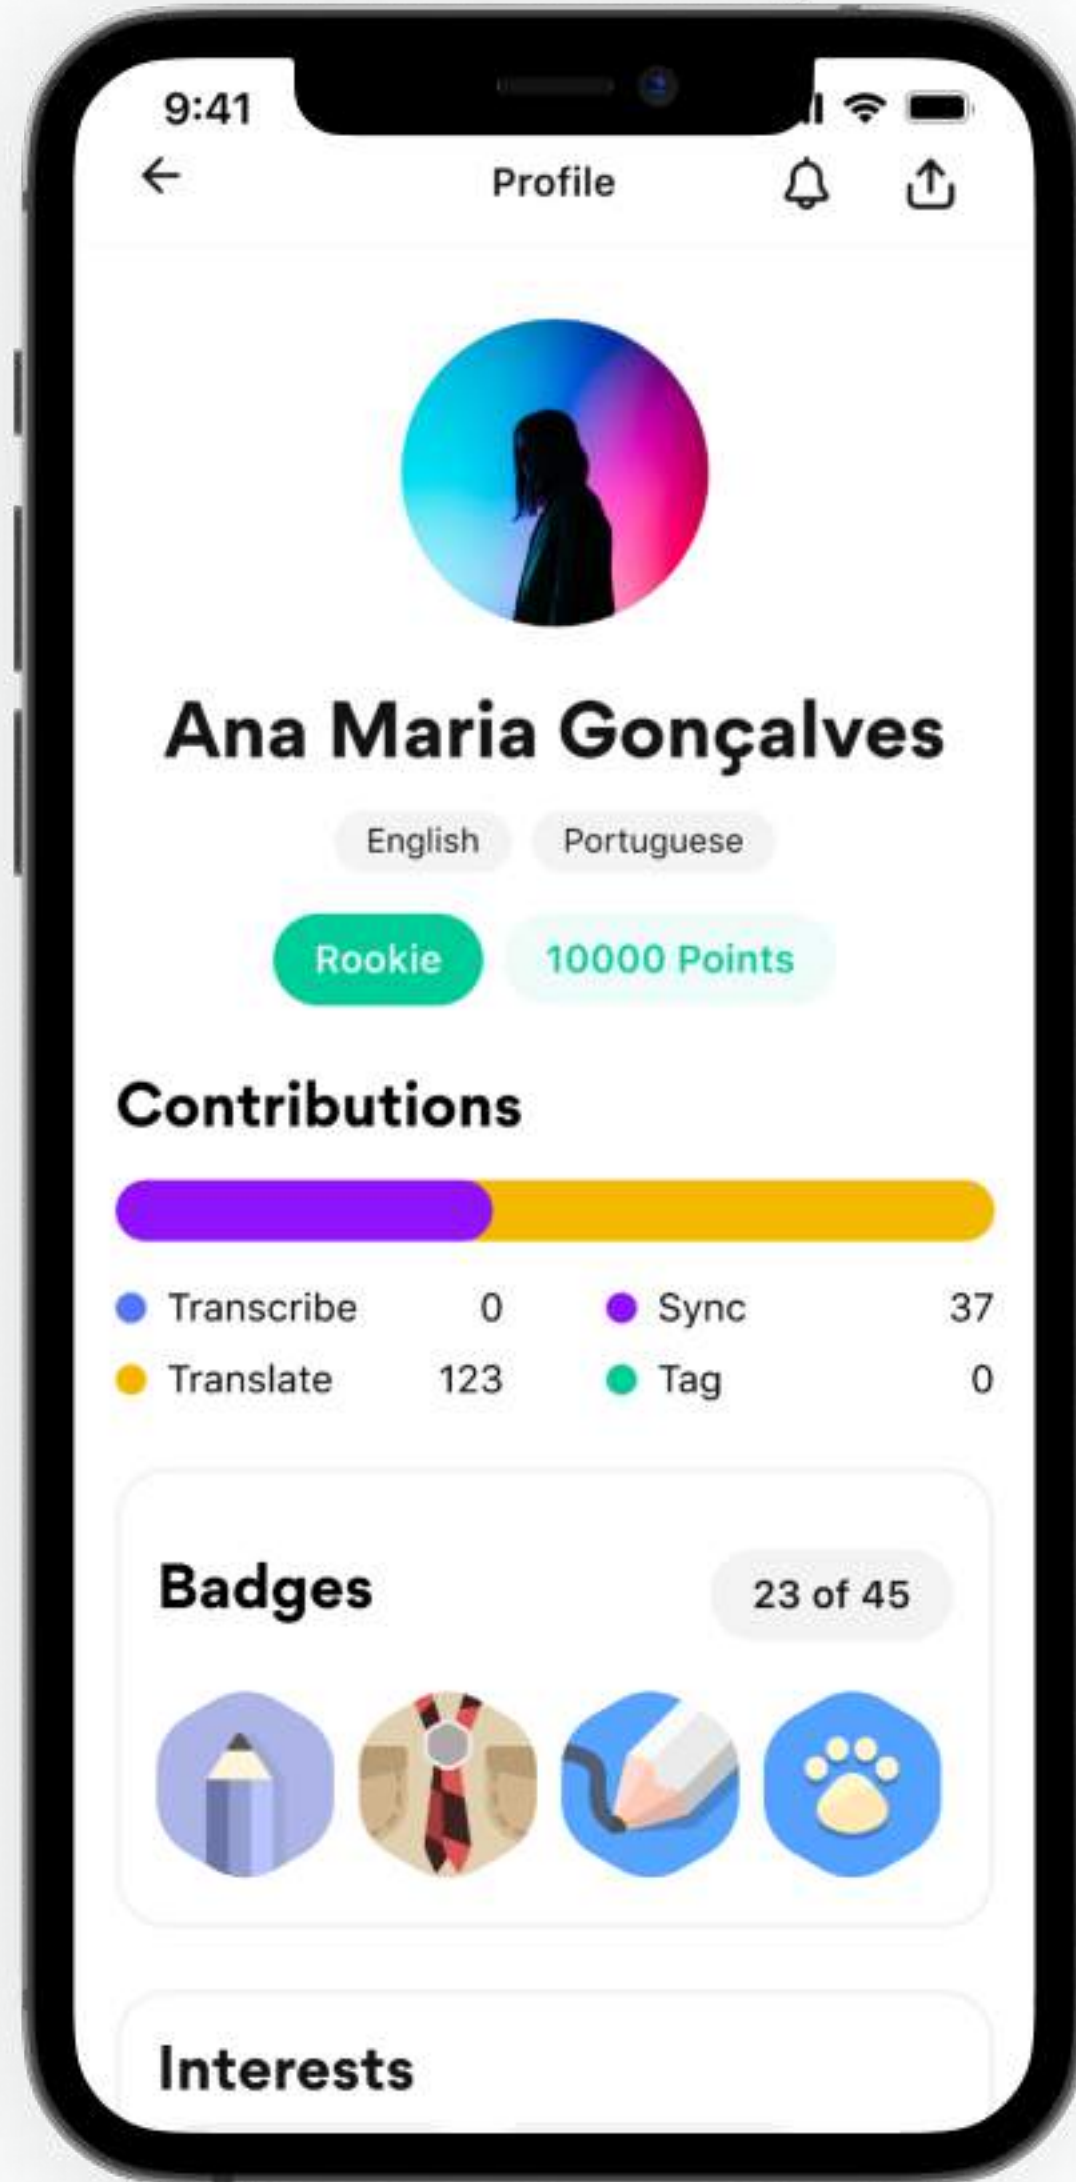 9:41
Profile
Ana Maria Gonçalves
English Portuguese
Rookie 10000 Points
Contributions
Transcribe 0 Sync 37
Translate 123 Tag 0
Badges 23 of 45
Interests